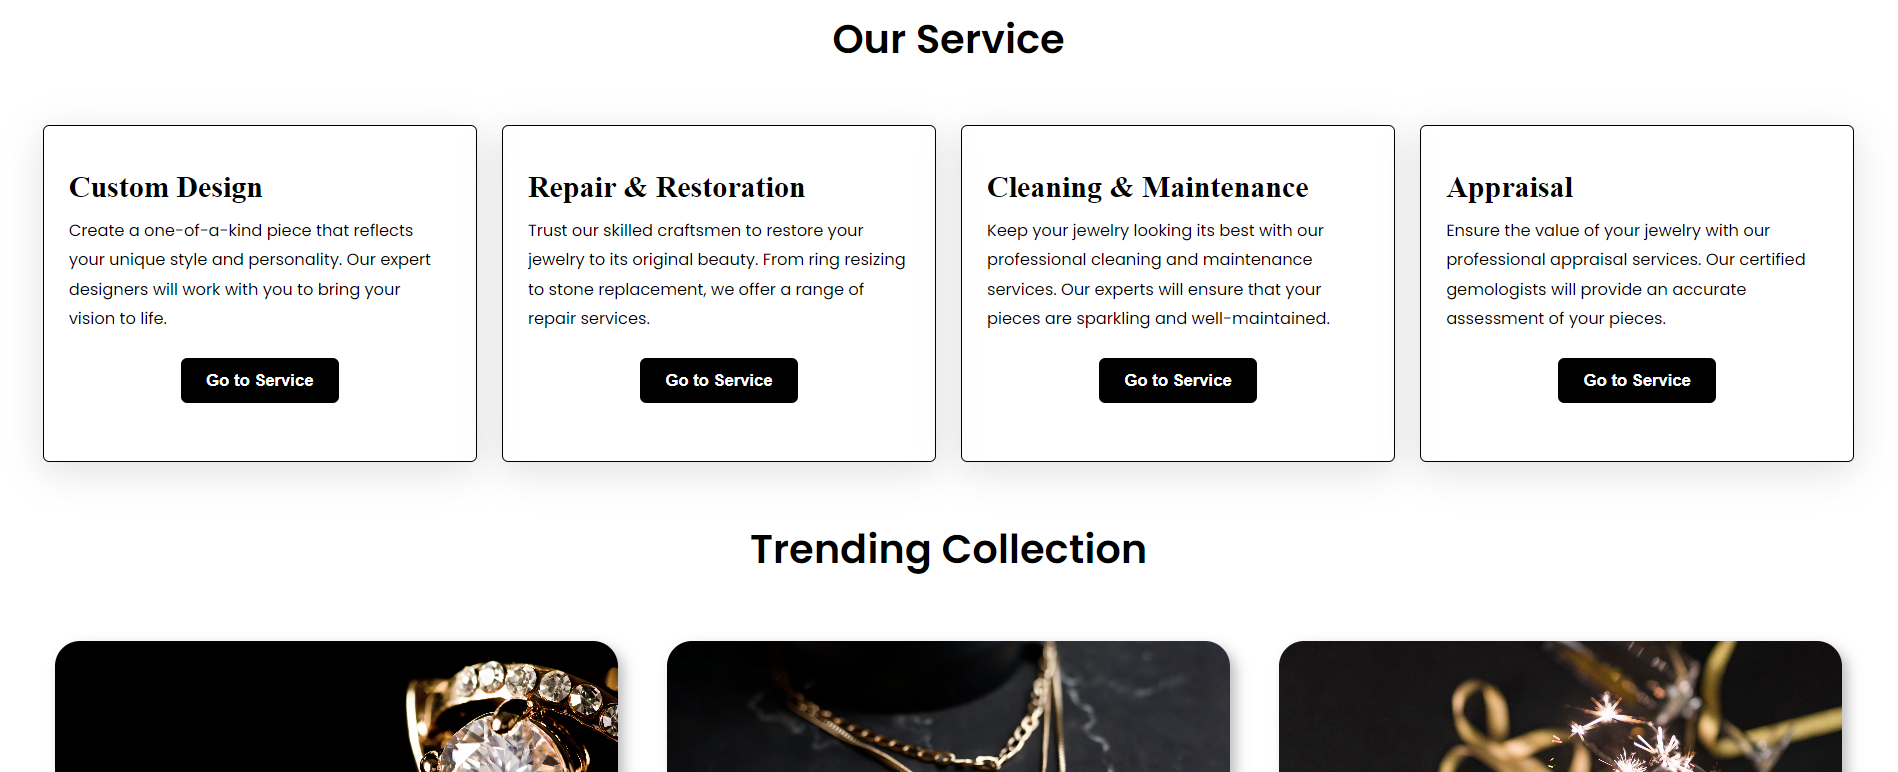 Our Service
Custom Design
Create a one-of-a-kind piece that reflects
your unique style and personality. Our expert
designers will work with you to bring your
vision to life.
Go to Service
Repair & Restoration
Trust our skilled craftsmen to restore your
jewelry to its original beauty. From ring resizing
to stone replacement, we offer a range of
repair services.
Go to Service
Cleaning & Maintenance
Keep your jewelry looking its best with our
professional cleaning and maintenance
services. Our experts will ensure that your
pieces are sparkling and well-maintained.
Go to Service
Appraisal
Ensure the value of your jewelry with our
professional appraisal services. Our certified
gemologists will provide an accurate
assessment of your pieces.
Go to Service
Trending Collection